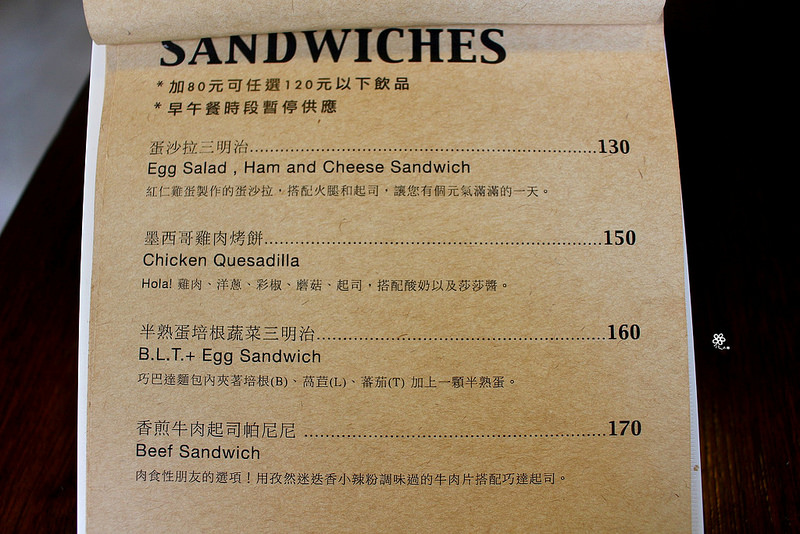 SANDWICHES
*加80元可任選120元以下飲品
*早午餐時段暫停供應
蛋沙拉三明治..........................................................130
Egg Salad , Ham and Cheese Sandwich
紅仁雞蛋製作的蛋沙拉，搭配火腿和起司，讓您有個元氣滿滿的一天。
墨西哥雞肉烤餅..........................................................150
Chicken Quesadilla
Hola! 雞肉、洋蔥、彩椒、蘑菇、起司，搭配酸奶以及莎莎醬。
半熟蛋培根蔬菜三明治..................................................160
B.L.T.+ Egg Sandwich
巧巴達麵包內夾著培根(B)、萵苣(L)、蕃茄(T) 加上一顆半熟蛋。
香煎牛肉起司帕尼尼 ....................................................170
Beef Sandwich
肉食性朋友的選項！用孜然迷迭香小辣粉調味過的牛肉片搭配巧達起司。